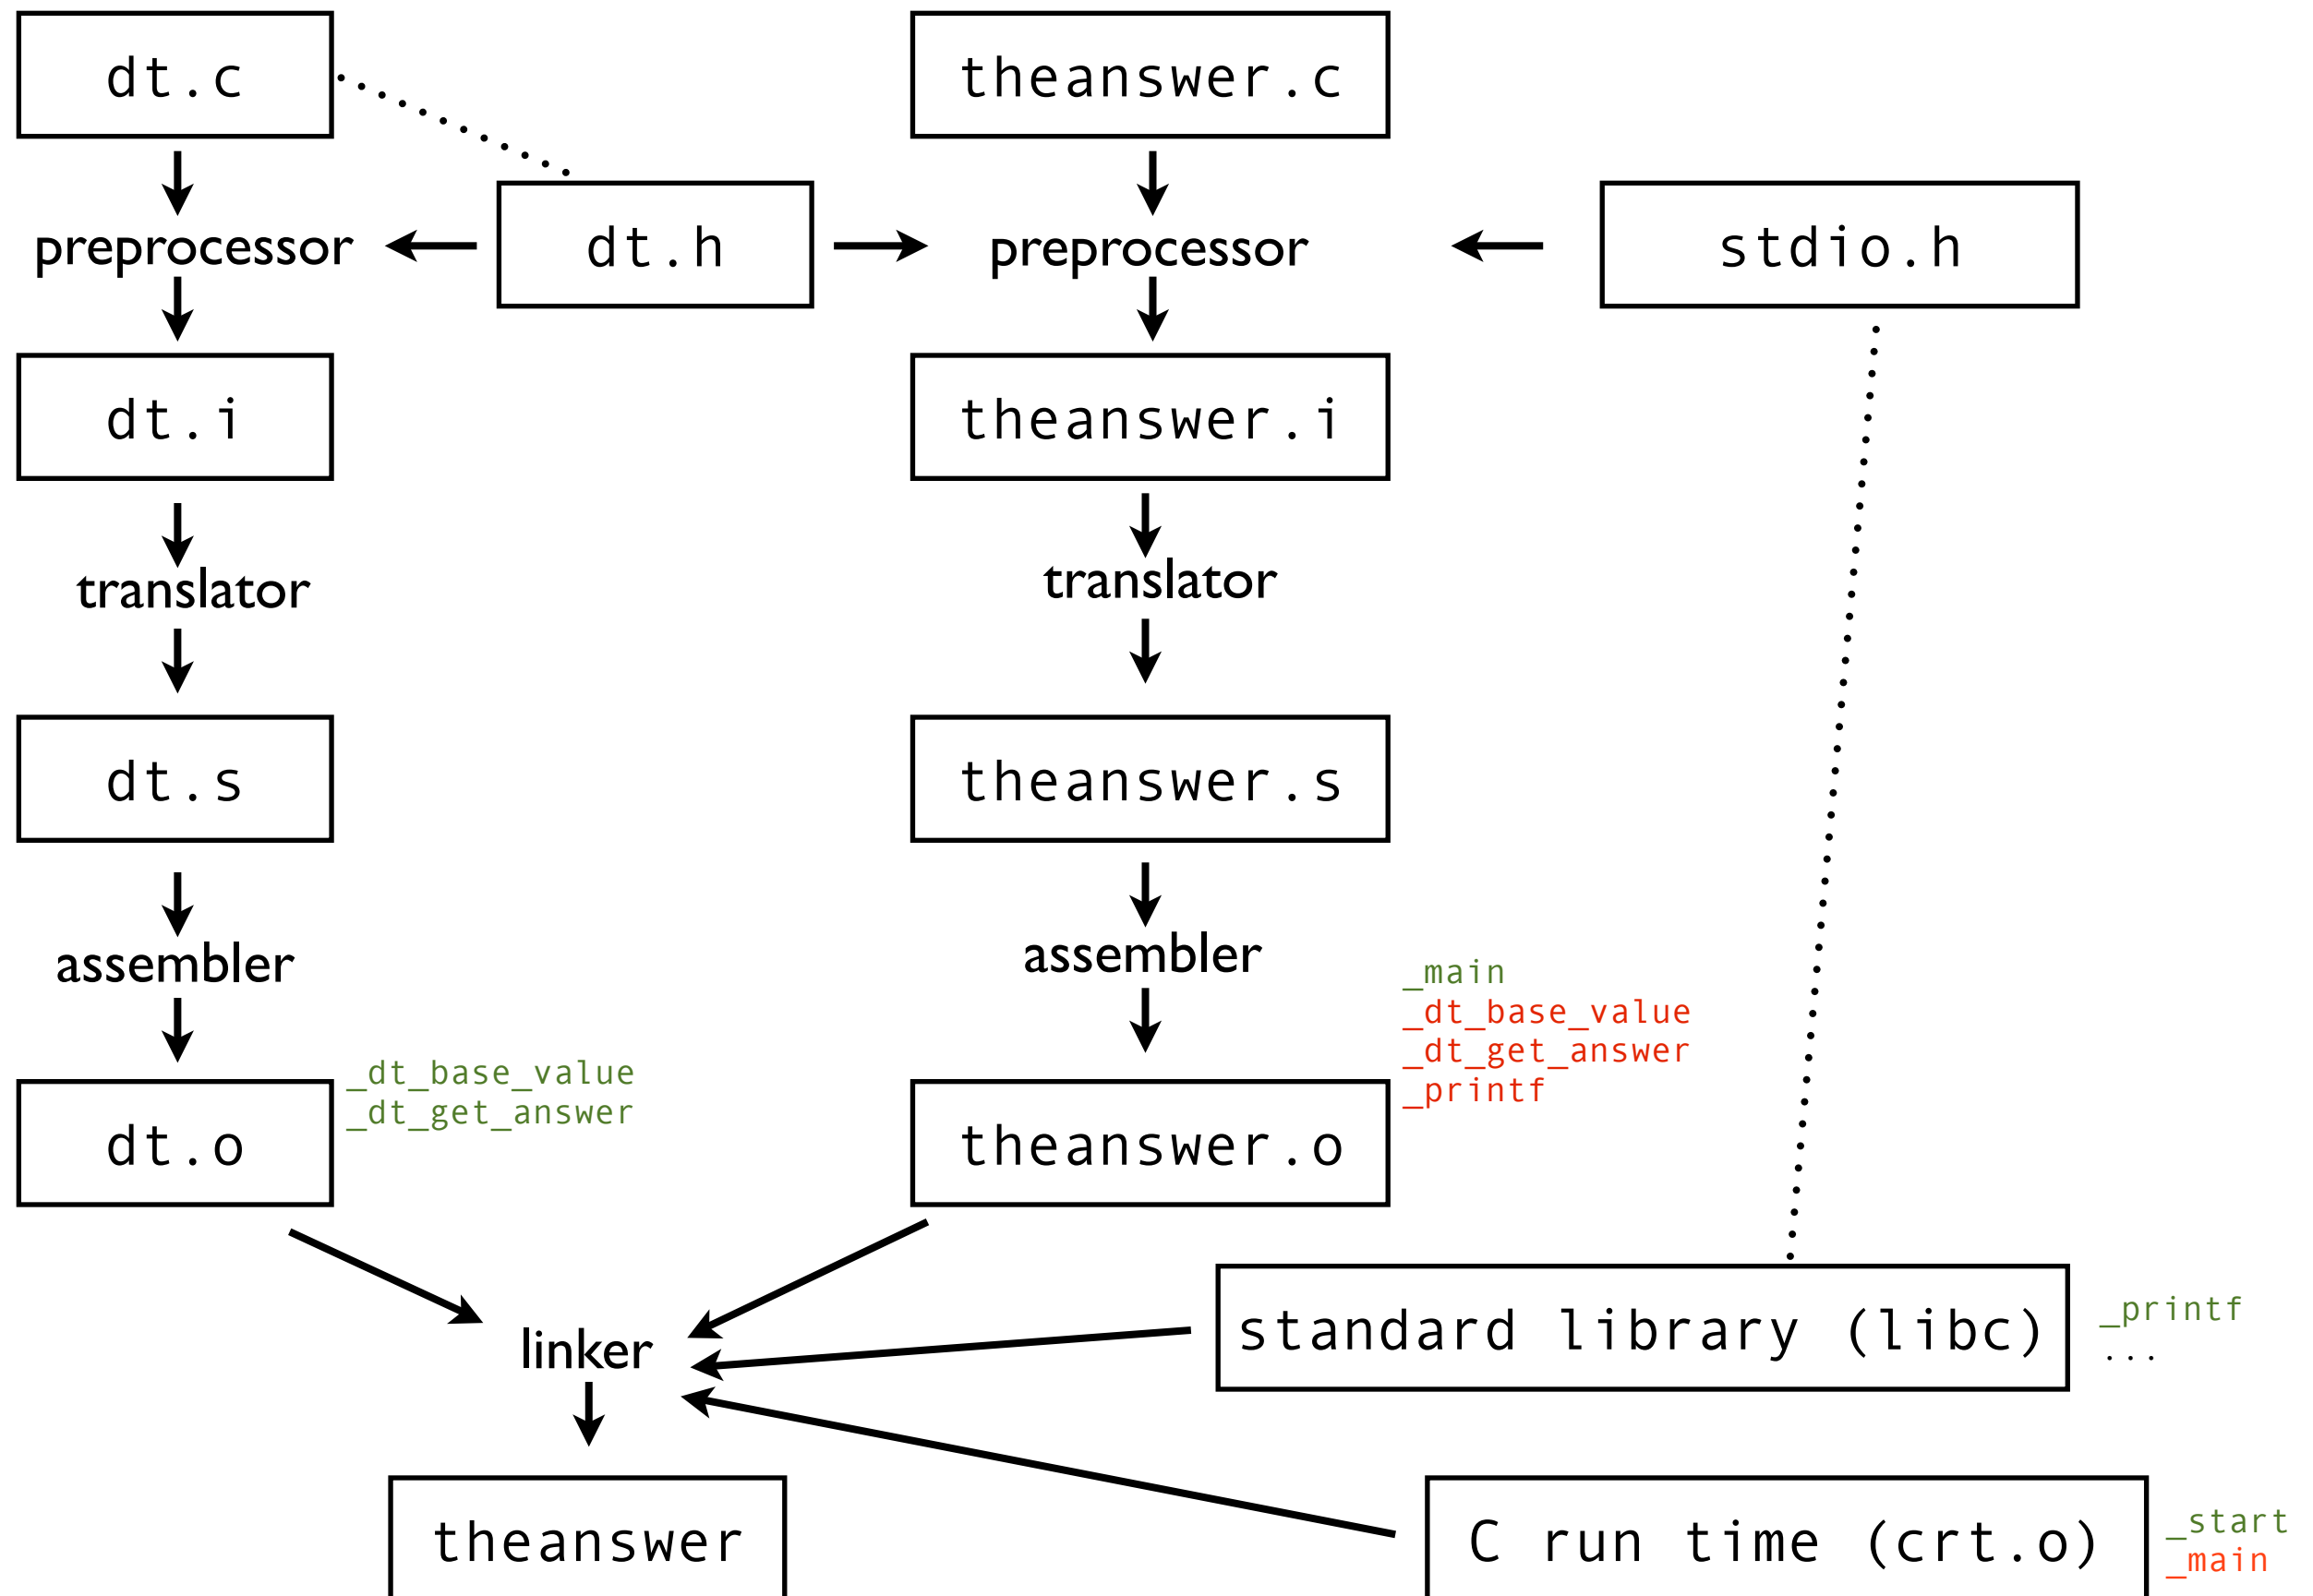 dt.c
theanswer.c
dt.h
stdio.h
preprocessor
preprocessor
dt.i
theanswer.i
translator
translator
dt.s
theanswer.s
assembler
assembler
_main
_dt_base_value
_dt_get_answer
_printf
_dt_base_value
_dt_get_answer
dt.o
theanswer.o
linker
standard library (libc)
_printf
...
theanswer
C run time (crt.o)
_start
_main